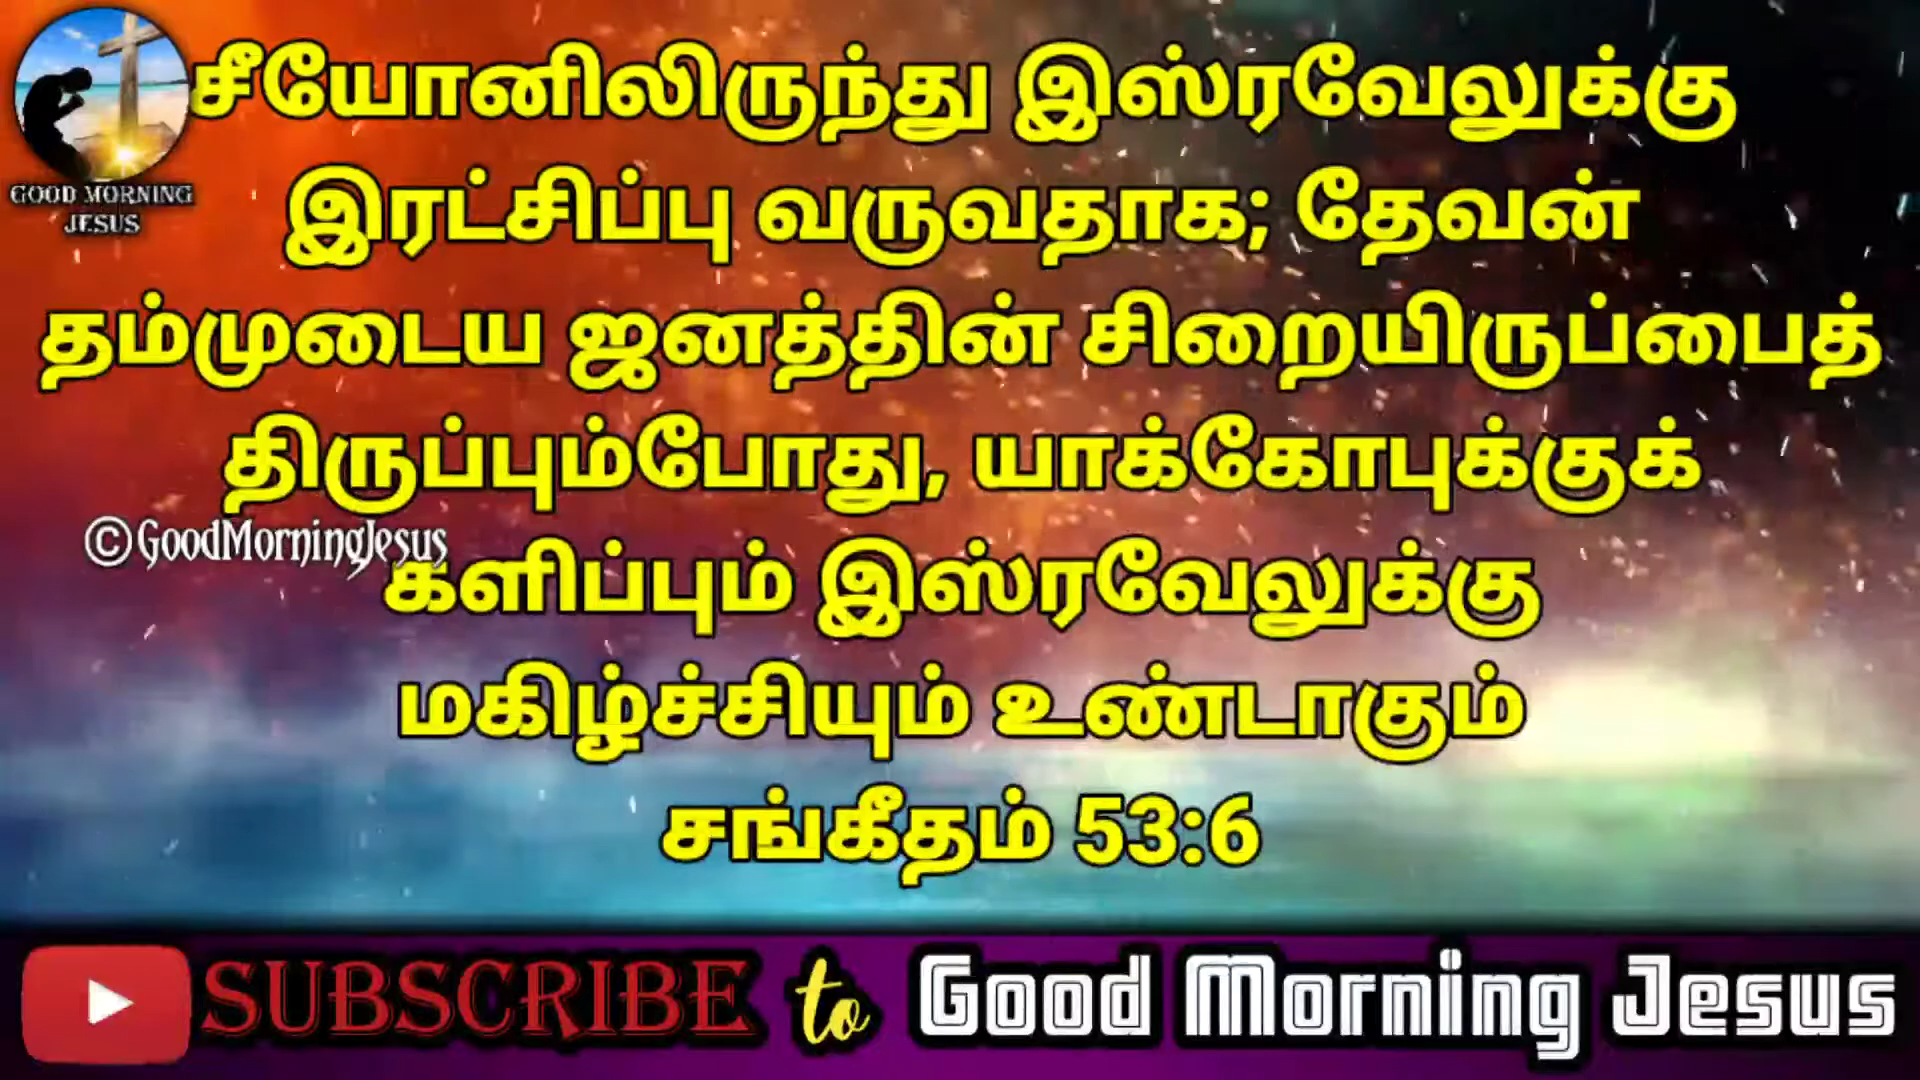 சீயோனிலிருந்து இஸ்ரவேலுக்கு
இரட்சிப்பு வருவதாக; தேவன்
தம்முடைய ஜனத்தின் சிறையிருப்பைத்
திருப்பும்போது, யாக்கோபுக்குக்
களிப்பும் இஸ்ரவேலுக்கு
மகிழ்ச்சியும் உண்டாகும்
சங்கீதம் 53:6
GOOD MORNING
JESUS
©GoodMorningJesus
SUBSCRIBE to Good Morning Jesus